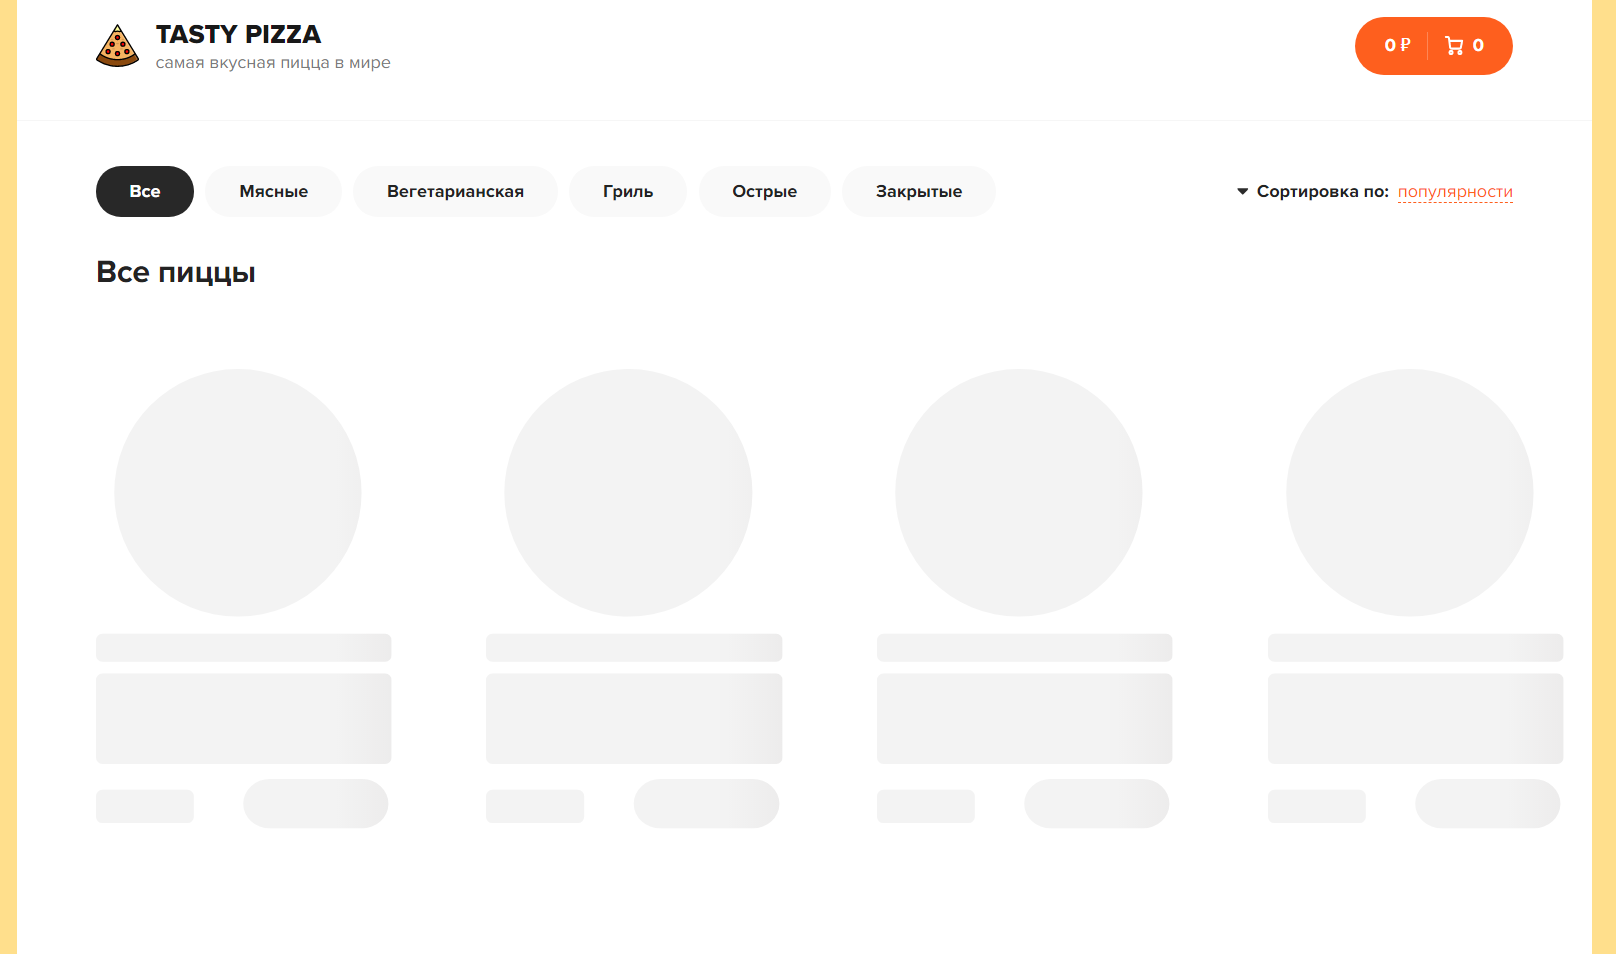 TASTY PIZZA
самая вкусная пицца в мире
0 ₽ 0
Все Мясные Вегетарианская Гриль Острые Закрытые Сортировка по: популярности
Все пиццы